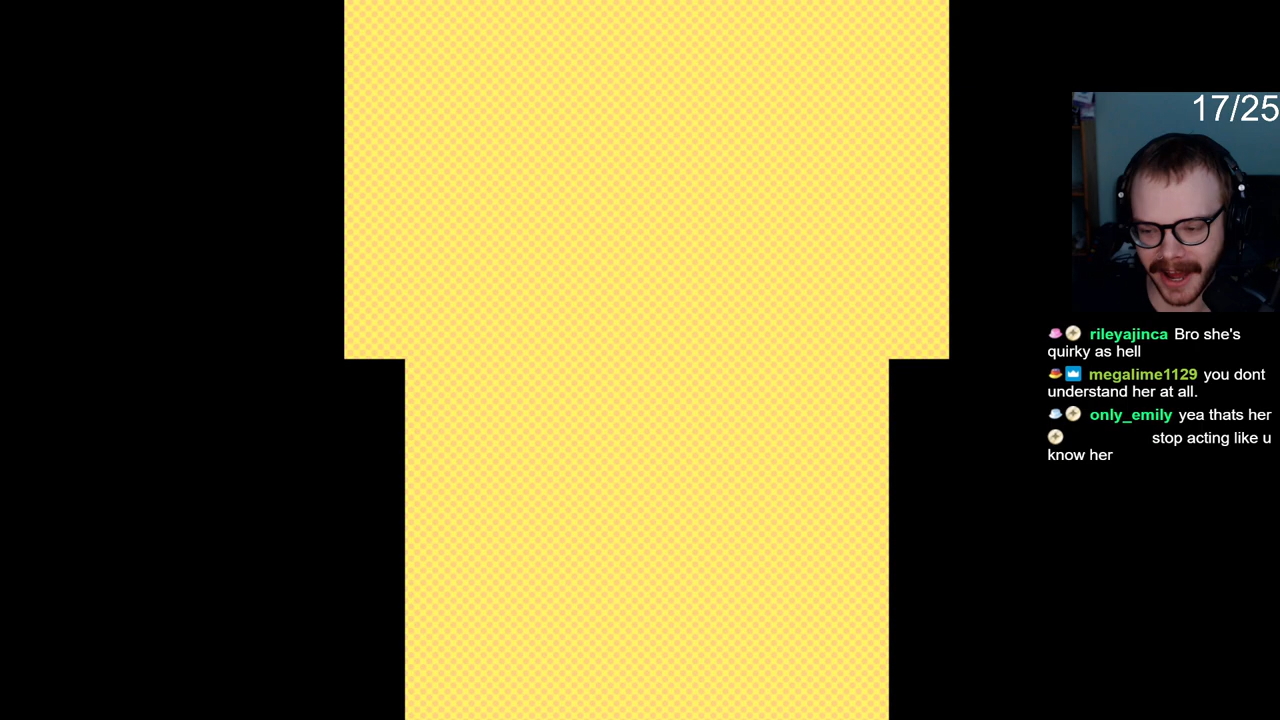 17/25
rileyajinca Bro she's
quirky as hell
megalime1129 you dont
understand her at all.
only_emily yea thats her
stop acting like u
know her